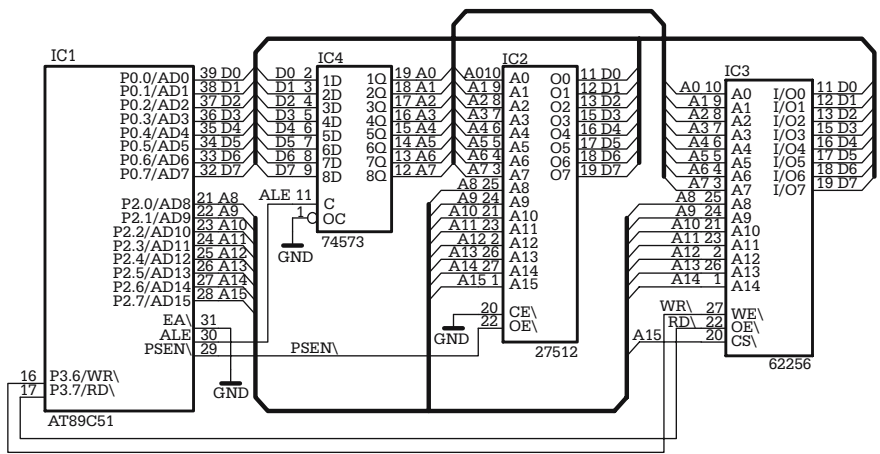 IC1
P0.0/AD0 39 D0
P0.1/AD1 38 D1
P0.2/AD2 37 D2
P0.3/AD3 36 D3
P0.4/AD4 35 D4
P0.5/AD5 34 D5
P0.6/AD6 33 D6
P0.7/AD7 32 D7
P2.0/AD8 21 A8
P2.1/AD9 22 A9
P2.2/AD10 23 A10
P2.3/AD11 24 A11
P2.4/AD12 25 A12
P2.5/AD13 26 A13
P2.6/AD14 27 A14
P2.7/AD15 28 A15
EA\ 31
ALE 30
PSEN\ 29 PSEN\
GND
16 P3.6/WR\
17 P3.7/RD\
AT89C51
IC4
D0 2 1D 1Q 19 A0
D1 3 2D 2Q 18 A1
D2 4 3D 3Q 17 A2
D3 5 4D 4Q 16 A3
D4 6 5D 5Q 15 A4
D5 7 6D 6Q 14 A5
D6 8 7D 7Q 13 A6
D7 9 8D 8Q 12 A7
ALE 11 C
1 OC
GND
74573
IC2
A0 10 A0 O0 11 D0
A1 9 A1 O1 12 D1
A2 8 A2 O2 13 D2
A3 7 A3 O3 15 D3
A4 6 A4 O4 16 D4
A5 5 A5 O5 17 D5
A6 4 A6 O6 18 D6
A7 3 A7 O7 19 D7
A8 25 A8
A9 24 A9
A10 21 A10
A11 23 A11
A12 2 A12
A13 26 A13
A14 27 A14
A15 1 A15
20 CE\
22 OE\
GND
27512
IC3
A0 10 A0 I/O0 11 D0
A1 9 A1 I/O1 12 D1
A2 8 A2 I/O2 13 D2
A3 7 A3 I/O3 15 D3
A4 6 A4 I/O4 16 D4
A5 5 A5 I/O5 17 D5
A6 4 A6 I/O6 18 D6
A7 3 A7 I/O7 19 D7
A8 25 A8
A9 24 A9
A10 21 A10
A11 23 A11
A12 2 A12
A13 26 A13
A14 1 A14
WR\ 27 WE\
RD\ 22 OE\
A15 20 CS\
62256